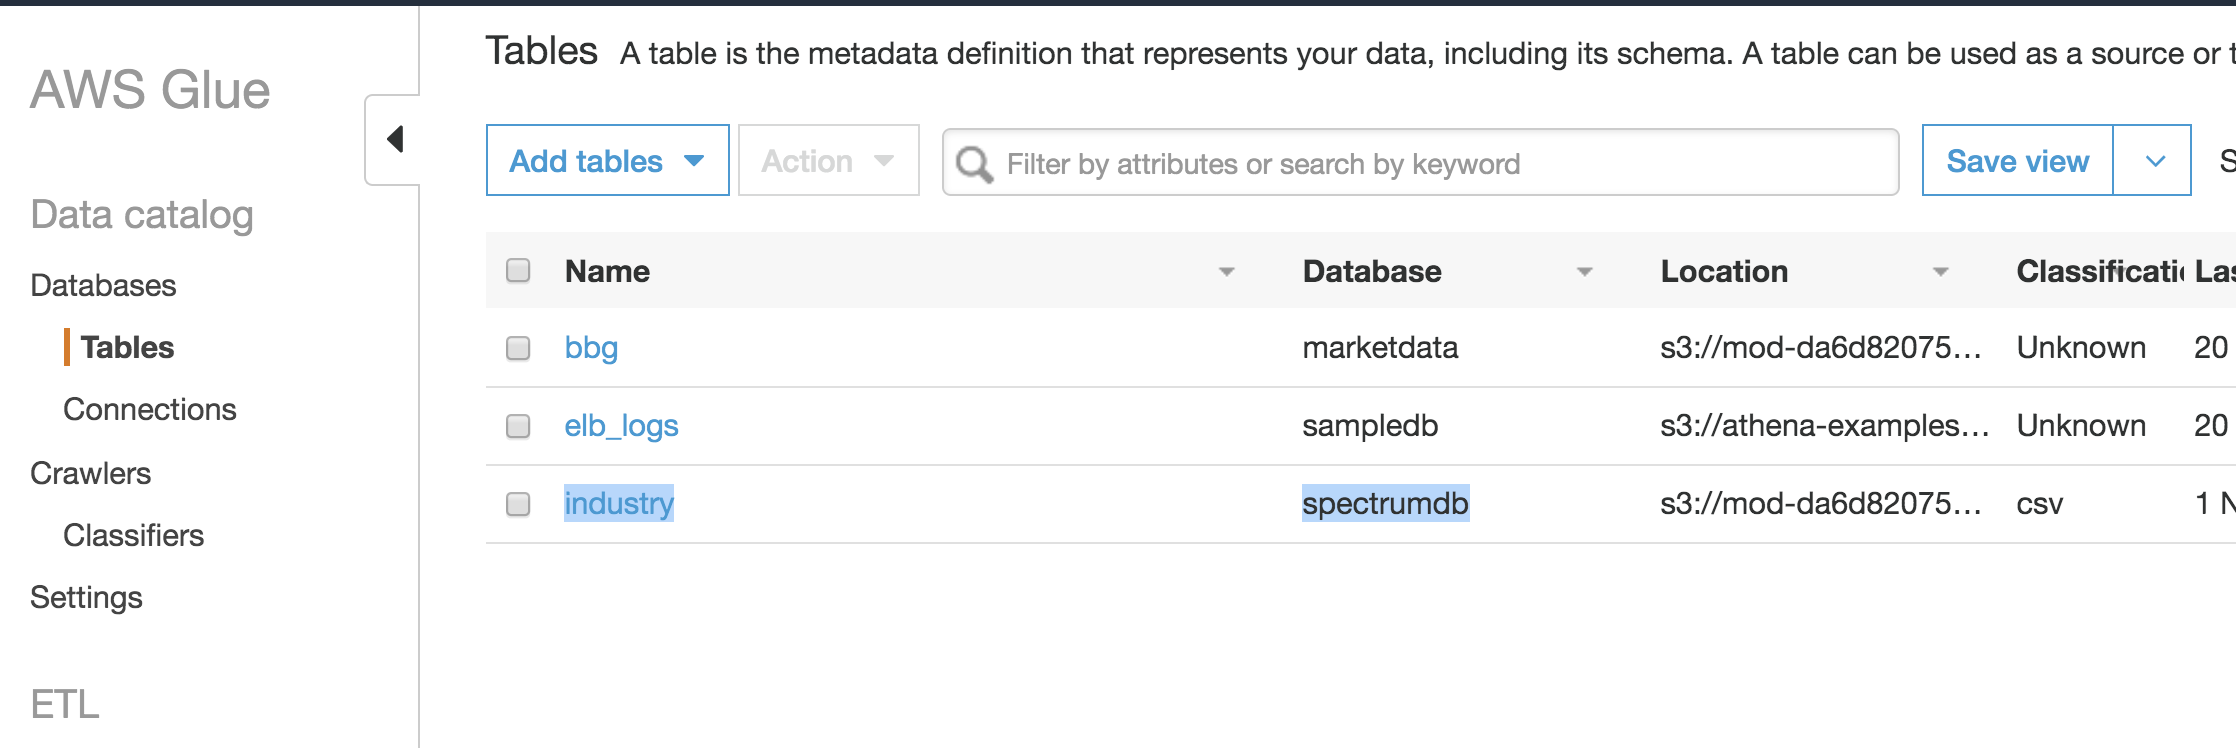 AWS Glue
Data catalog
Databases
Tables
Connections
Crawlers
Classifiers
Settings
ETL
Tables A table is the metadata definition that represents your data, including its schema. A table can be used as a source or t
Add tables Action Filter by attributes or search by keyword Save view S
Name Database Location Classificatio Las
bbg marketdata s3://mod-da6d82075... Unknown 20
elb_logs sampledb s3://athena-examples... Unknown 20
industry spectrumdb s3://mod-da6d82075... csv 1 N